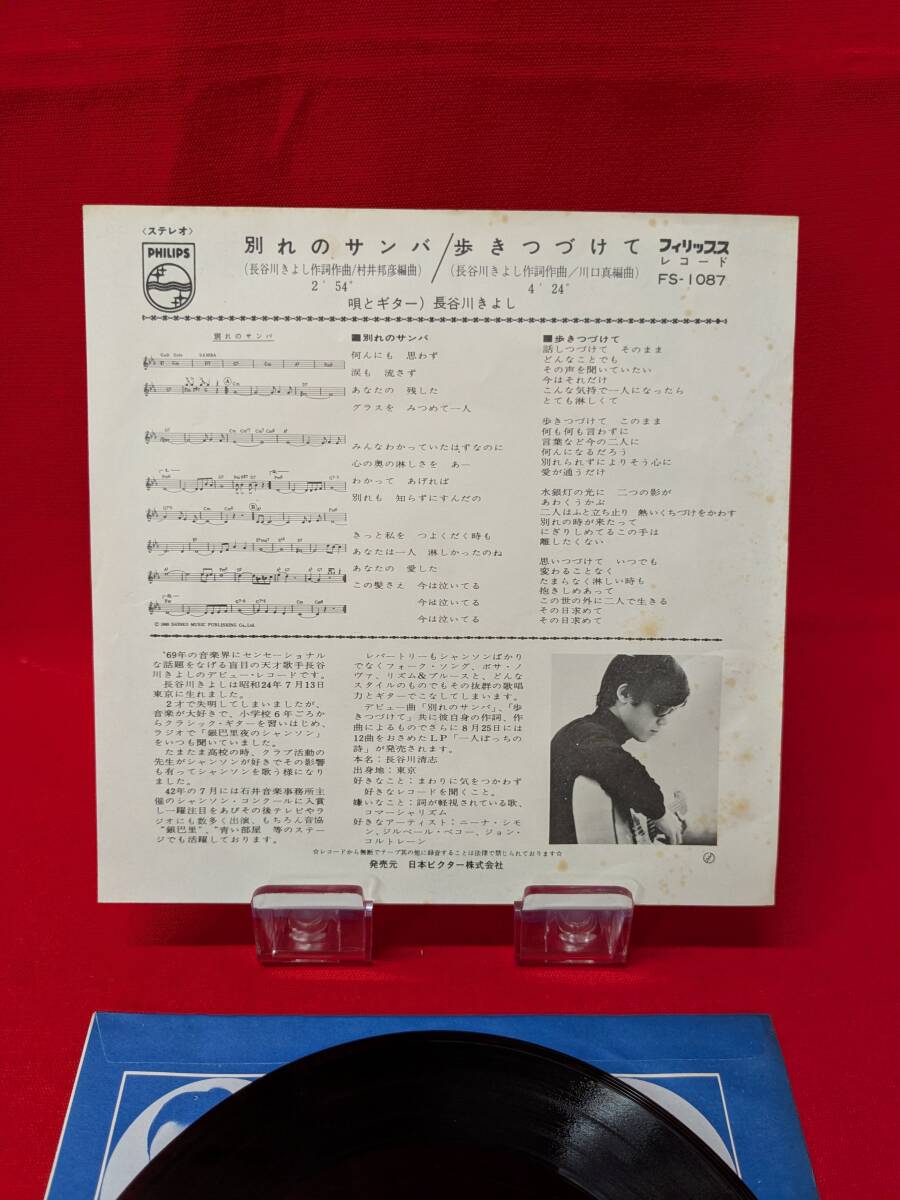 〈ステレオ〉
PHILIPS
別れのサンバ/歩きつづけて
(長谷川きよし作詞作曲/村井邦彦編曲)
2′54″
(長谷川きよし作詞作曲/川口真編曲)
4′24″
唄とギター) 長谷川きよし
フィリップス
レコード
FS-1087
別れのサンバ
■別れのサンバ
何んにも 思わず
涙も 流さず
あなたの 残した
グラスを みつめて一人
みんなわかっていたはずなのに
心の奥の淋しさを あー
わかって あげれば
別れも 知らずにすんだの
きっと私を つよくだく時も
あなたは一人 淋しかったのね
あなたの 愛した
この髪さえ 今は泣いてる
今は泣いてる
今は泣いてる
■歩きつづけて
話しつづけて そのまま
どんなことでも
その声を聞いていたい
今はそれだけ
こんな気持で一人になったら
とても淋しくて
歩きつづけて このまま
何も何も言わずに
言葉など今の二人に
何んになるだろう
別れられずによりそう心に
愛が通うだけ
水銀灯の光に 二つの影が
あわくうかぶ
二人はふと立ち止り 熱いくちづけをかわす
別れの時が来たって
にぎりしめてるこの手は
離したくない
思いつづけて いつでも
変わることなく
たまらなく淋しい時も
抱きしめあって
この世の外に二人で生きる
その日求めて
その日求めて
'69年の音楽界にセンセーショナル
な話題をなげる盲目の天才歌手長谷
川きよしのデビュー・レコードです。
長谷川きよしは昭和24年7月13日
東京に生れました。
2才で失明してしまいましたが、
音楽が大好きで、小学校6年ごろか
らクラシック・ギターを習いはじめ、
ラジオで「銀巴里夜のシャンソン」
をいつも聞いていました。
たまたま高校の時、クラブ活動の
先生がシャンソンが好きでその影響
も有ってシャンソンを歌う様になり
ました。
42年の7月には石井音楽事務所主
催のシャンソン・コンクールに入賞
し一躍注目をあびその後テレビやラ
ジオにも数多く出演、もちろん音協
"銀巴里"、"青い部屋" 等のステー
ジでも活躍しております。
レパートリーもシャンソンばかり
でなくフォーク・ソング、ボサ・ノ
ヴァ、リズム&ブルースと、どんな
スタイルのものでもその抜群の歌唱
力とギターでこなしてしまいます。
デビュー曲「別れのサンバ」、「歩
きつづけて」共に彼自身の作詞、作
曲によるものでさらに8月25日には
12曲をおさめたLP「一人ぼっちの
詩」が発売されます。
本名:長谷川清志
出身地:東京
好きなこと:まわりに気をつかわず
好きなレコードを聞くこと。
嫌いなこと:詞が軽視されている歌、
コマーシャリズム
好きなアーティスト:ニーナ・シモ
ン、ジルベール・ベコー、ジョン・
コルトレーン
☆レコードから無断でテープ其の他に録音することは法律で禁じられております☆
発売元 日本ビクター株式会社